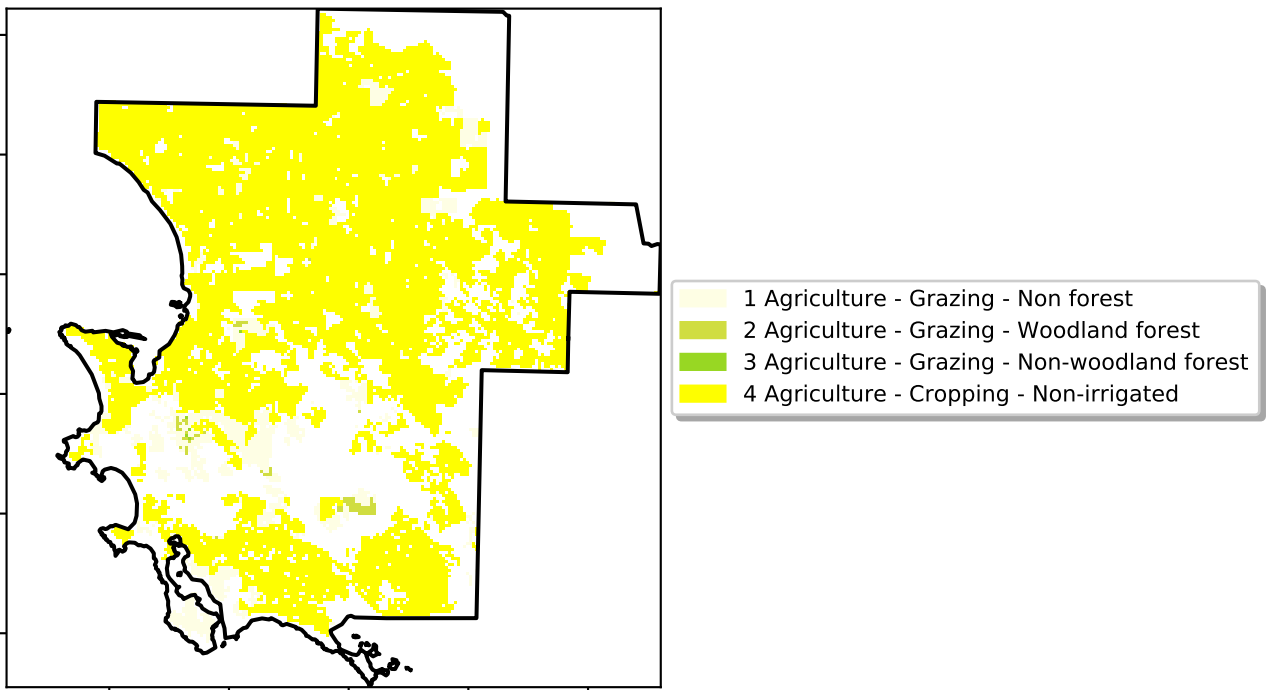 1 Agriculture - Grazing - Non forest
2 Agriculture - Grazing - Woodland forest
3 Agriculture - Grazing - Non-woodland forest
4 Agriculture - Cropping - Non-irrigated